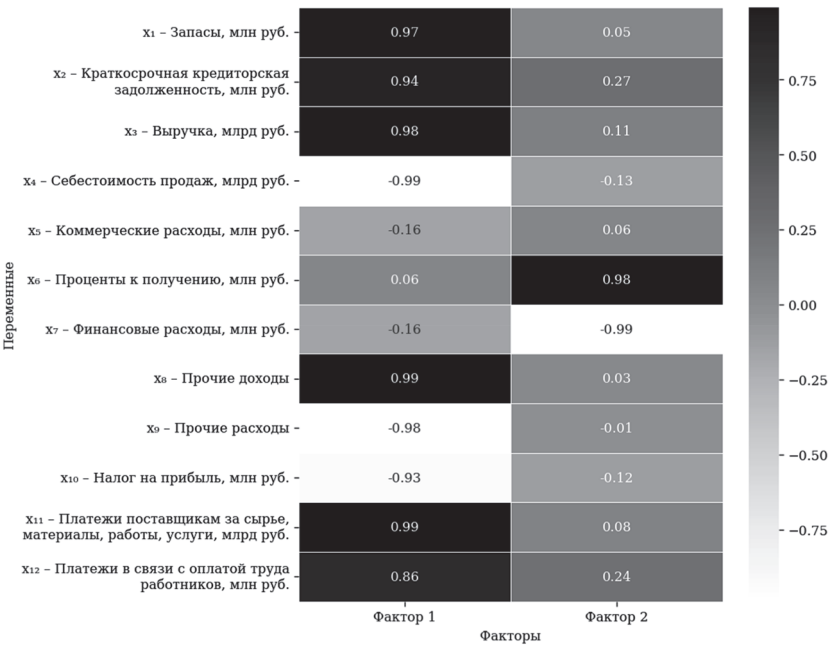 x₁ – Запасы, млн руб.
0.97
0.05
x₂ – Краткосрочная кредиторская
задолженность, млн руб.
0.94
0.27
x₃ – Выручка, млрд руб.
0.98
0.11
x₄ – Себестоимость продаж, млрд руб.
-0.99
-0.13
x₅ – Коммерческие расходы, млн руб.
-0.16
0.06
x₆ – Проценты к получению, млн руб.
0.06
0.98
x₇ – Финансовые расходы, млн руб.
-0.16
-0.99
x₈ – Прочие доходы
0.99
0.03
x₉ – Прочие расходы
-0.98
-0.01
x₁₀ – Налог на прибыль, млн руб.
-0.93
-0.12
x₁₁ – Платежи поставщикам за сырье,
материалы, работы, услуги, млрд руб.
0.99
0.08
x₁₂ – Платежи в связи с оплатой труда
работников, млн руб.
0.86
0.24
Переменные
Фактор 1
Фактор 2
Факторы
0.75
0.50
0.25
0.00
−0.25
−0.50
−0.75